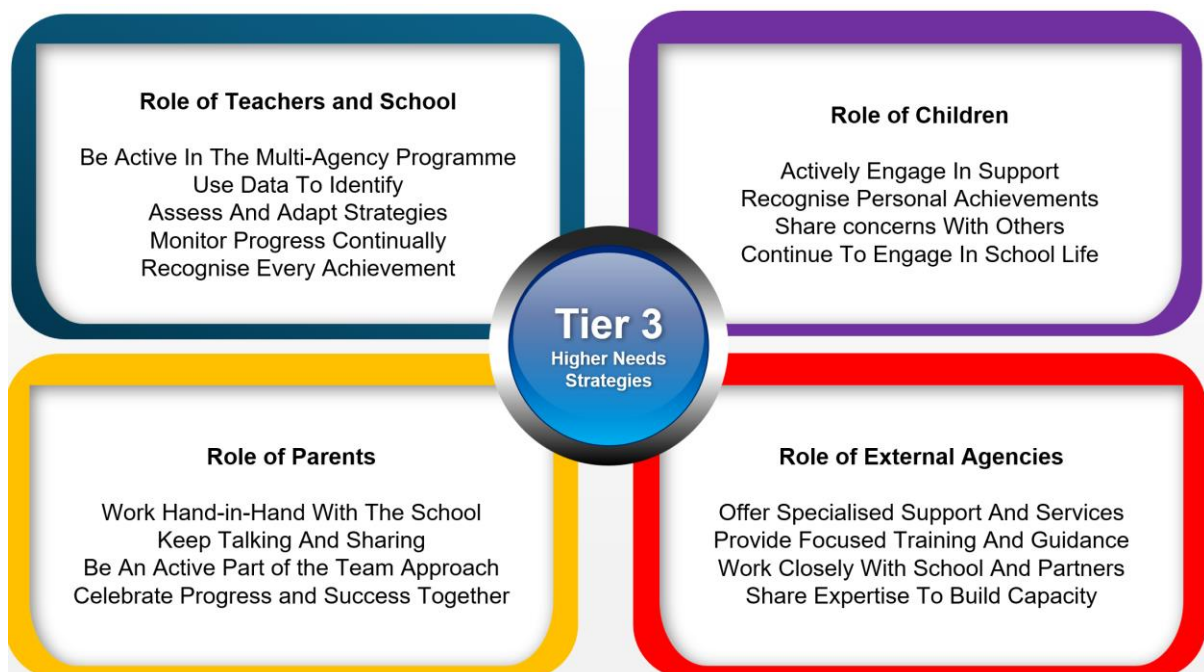 Role of Teachers and School
Be Active In The Multi-Agency Programme
Use Data To Identify
Assess And Adapt Strategies
Monitor Progress Continually
Recognise Every Achievement
Role of Children
Actively Engage In Support
Recognise Personal Achievements
Share concerns With Others
Continue To Engage In School Life
Tier 3
Higher Needs
Strategies
Role of Parents
Work Hand-in-Hand With The School
Keep Talking And Sharing
Be An Active Part of the Team Approach
Celebrate Progress and Success Together
Role of External Agencies
Offer Specialised Support And Services
Provide Focused Training And Guidance
Work Closely With School And Partners
Share Expertise To Build Capacity